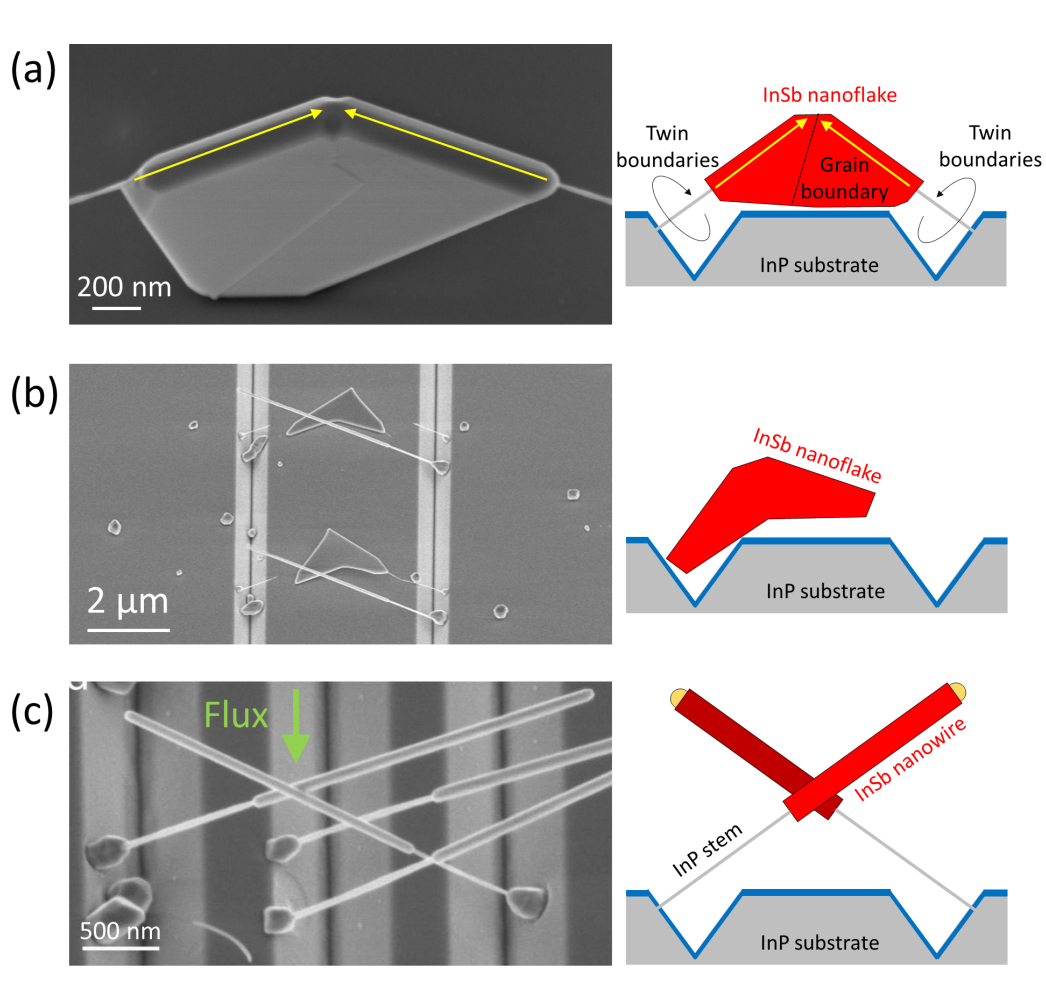 (a)
200 nm
InSb nanoflake
Twin
boundaries
Twin
boundaries
Grain
boundary
InP substrate
(b)
2 μm
InSb nanoflake
InP substrate
(c)
Flux
500 nm
InSb nanowire
InP stem
InP substrate